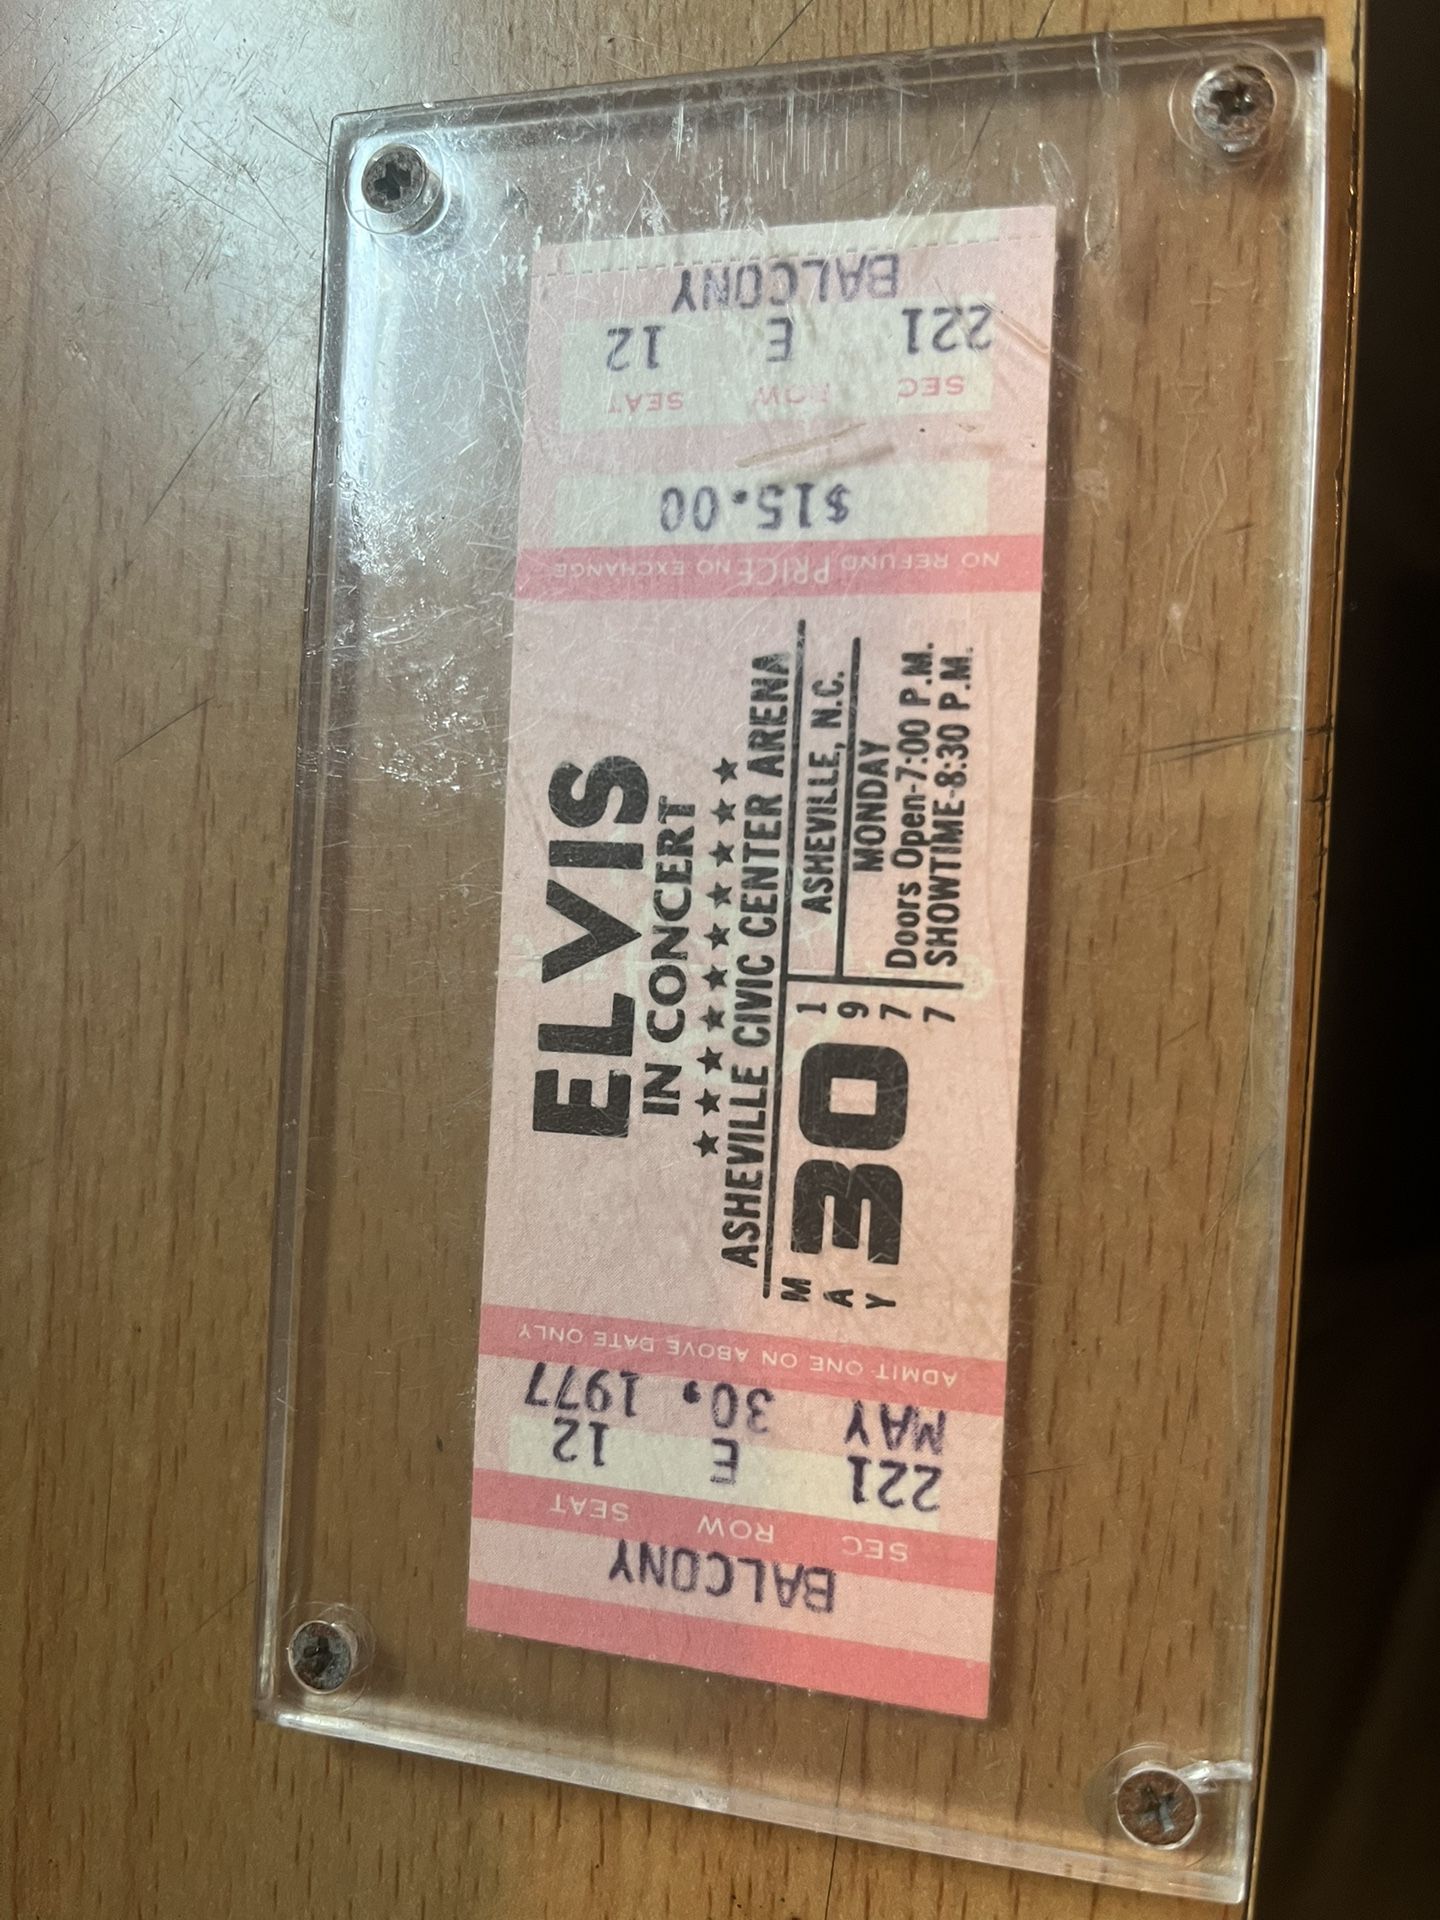 BALCONY
221 E 12
SEC ROW SEAT
$15.00
NO REFUND PRICE NO EXCHANGE
ELVIS
IN CONCERT
ASHEVILLE CIVIC CENTER ARENA
ASHEVILLE, N.C.
MAY 30 1977
MONDAY
Doors Open-7:00 P.M.
SHOWTIME-8:30 P.M.
ADMIT ONE ON ABOVE DATE ONLY
MAY 30, 1977
221 E 12
SEC ROW SEAT
BALCONY